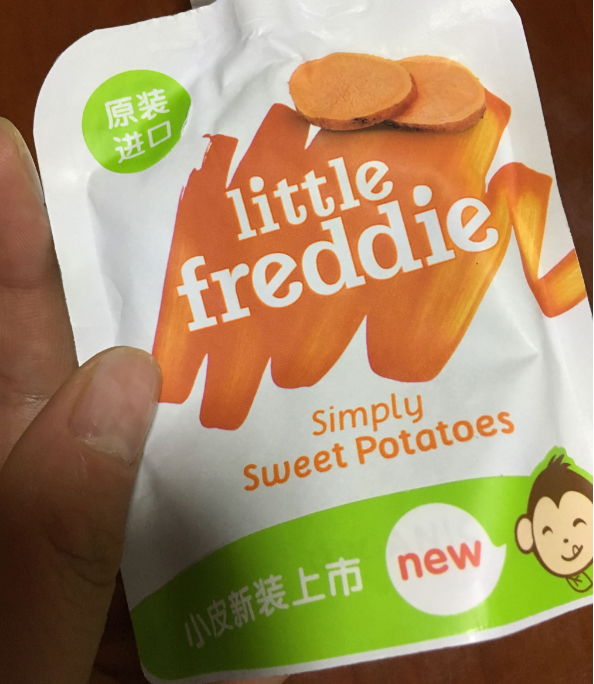 原装
进口
little
freddie
Simply
Sweet Potatoes
小皮新装上市
new